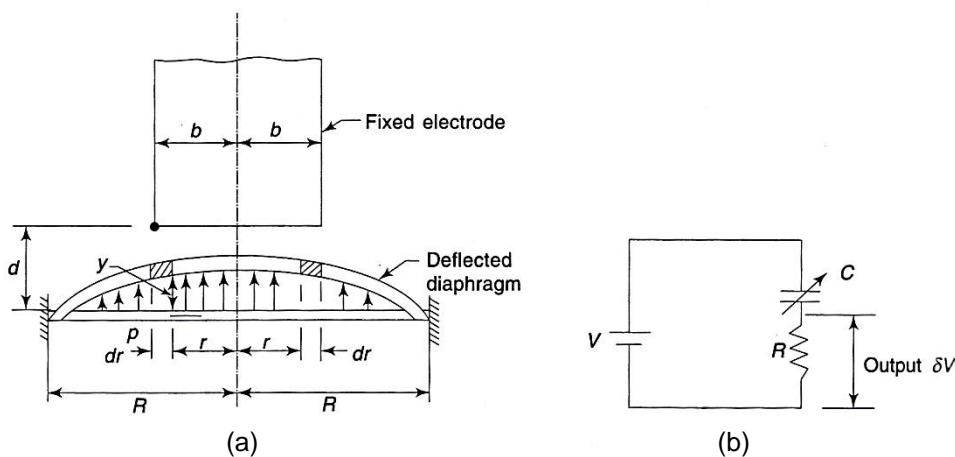 b b
Fixed electrode
d
y
Deflected
diaphragm
p
dr r r dr
R R
(a)
C
V
R
Output δV
(b)